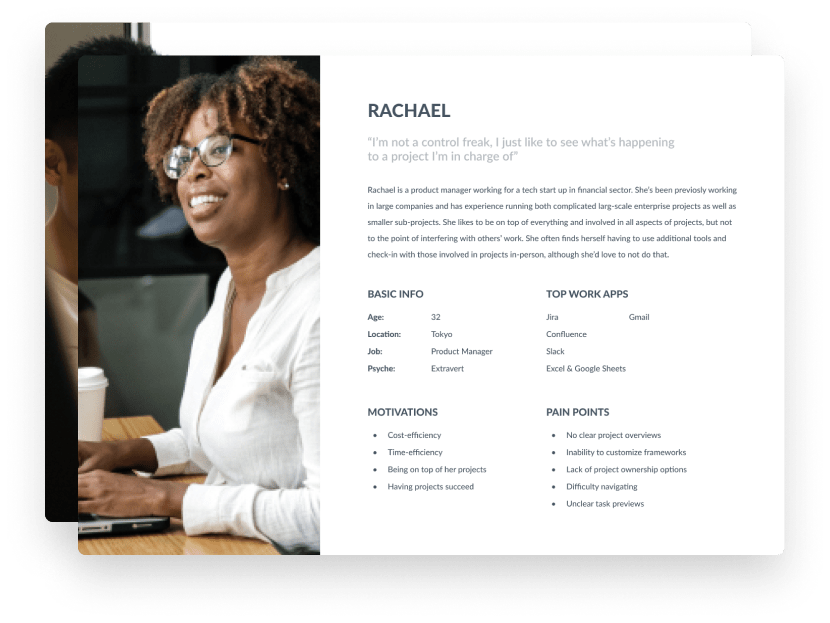 RACHAEL
“I’m not a control freak, I just like to see what’s happening
to a project I’m in charge of”
Rachael is a product manager working for a tech start up in financial sector. She’s been previosly working
in large companies and has experience running both complicated larg-scale enterprise projects as well as
smaller sub-projects. She likes to be on top of everything and involved in all aspects of projects, but not
to the point of interfering with others’ work. She often finds herself having to use additional tools and
check-in with those involved in projects in-person, although she’d love to not do that.
BASIC INFO
Age: 32
Location: Tokyo
Job: Product Manager
Psyche: Extravert
TOP WORK APPS
Jira Gmail
Confluence
Slack
Excel & Google Sheets
MOTIVATIONS
• Cost-efficiency
• Time-efficiency
• Being on top of her projects
• Having projects succeed
PAIN POINTS
• No clear project overviews
• Inability to customize frameworks
• Lack of project ownership options
• Difficulty navigating
• Unclear task previews